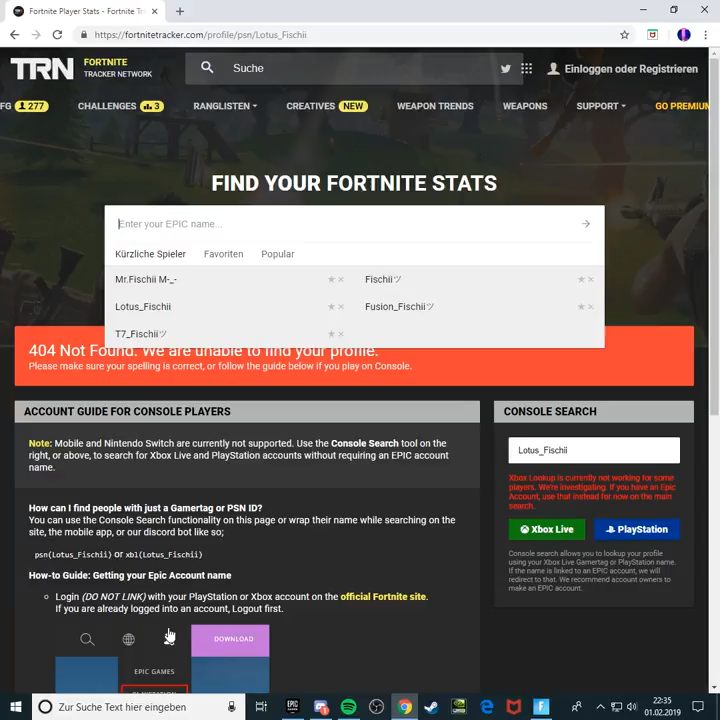 Fortnite Player Stats - Fortnite Tr
https://fortnitetracker.com/profile/psn/Lotus_Fischii
TRN FORTNITE
TRACKER NETWORK
Suche
Einloggen oder Registrieren
FG 277 CHALLENGES 3 RANGLISTEN CREATIVES NEW WEAPON TRENDS WEAPONS SUPPORT GO PREMIUM
FIND YOUR FORTNITE STATS
Enter your EPIC name...
Kürzliche Spieler Favoriten Popular
Mr.Fischii M-_- Fischiiツ
Lotus_Fischii Fusion_Fischiiツ
T7_Fischiiツ
404 Not Found. We are unable to find your profile.
Please make sure your spelling is correct, or follow the guide below if you play on Console.
ACCOUNT GUIDE FOR CONSOLE PLAYERS
Note: Mobile and Nintendo Switch are currently not supported. Use the Console Search tool on the
right, or above, to search for Xbox Live and PlayStation accounts without requiring an EPIC account
name.
How can I find people with just a Gamertag or PSN ID?
You can use the Console Search functionality on this page or wrap their name while searching on the
site, the mobile app, or our discord bot like so;
psn(Lotus_Fischii) or xbl(Lotus_Fischii)
How-to Guide: Getting your Epic Account name
Login (DO NOT LINK) with your PlayStation or Xbox account on the official Fortnite site.
If you are already logged into an account, Logout first.
DOWNLOAD
EPIC GAMES
PLAYSTATION
CONSOLE SEARCH
Lotus_Fischii
Xbox Lookup is currently not working for some
players. We're investigating. If you have an Epic
Account, use that instead for now on the main
search.
Xbox Live PlayStation
Console search allows you to lookup your profile
using your Xbox Live Gamertag or PlayStation name.
If the name is linked to an EPIC account, we will
redirect to that. We recommend account owners to
make an EPIC account.
Zur Suche Text hier eingeben
22:35
01.02.2019